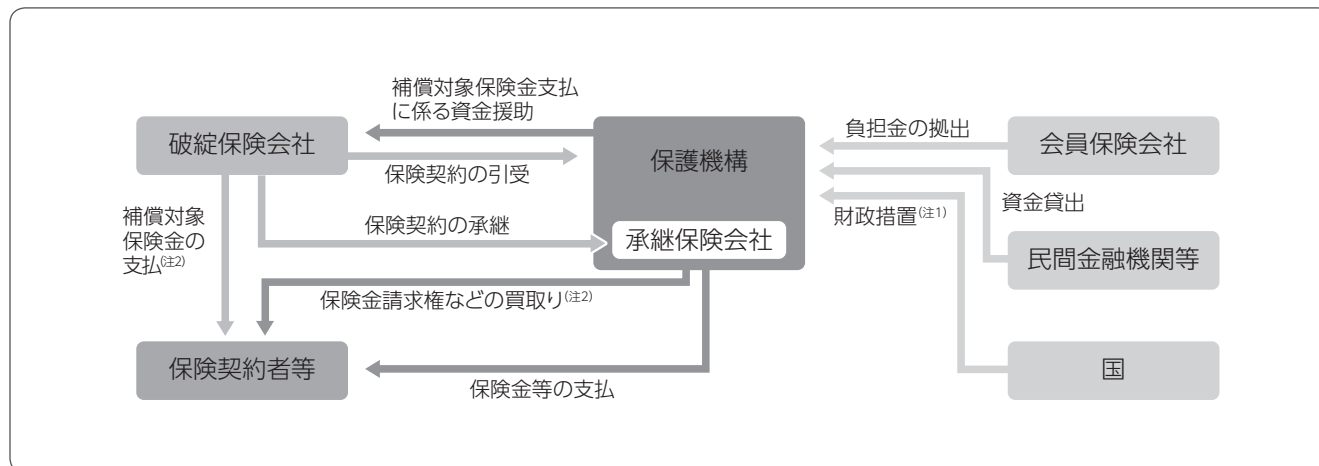 補償対象保険金支払
に係る資金援助
破綻保険会社
保険契約の引受
保護機構
負担金の拠出
会員保険会社
資金貸出
補償対象
保険金の
支払(注2)
保険契約の承継
承継保険会社
財政措置(注1)
民間金融機関等
保険金請求権などの買取り(注2)
保険契約者等
保険金等の支払
国